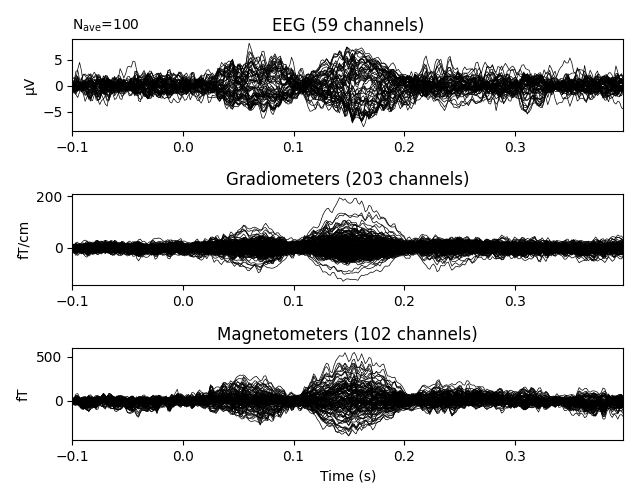 Nave=100
EEG (59 channels)
µV
5
0
−5
−0.1 0.0 0.1 0.2 0.3
Gradiometers (203 channels)
fT/cm
200
0
−0.1 0.0 0.1 0.2 0.3
Magnetometers (102 channels)
fT
500
0
−0.1 0.0 0.1 0.2 0.3
Time (s)